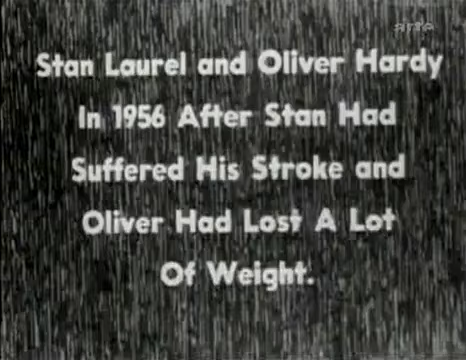 arte
Stan Laurel and Oliver Hardy
In 1956 After Stan Had
Suffered His Stroke and
Oliver Had Lost A Lot
Of Weight.